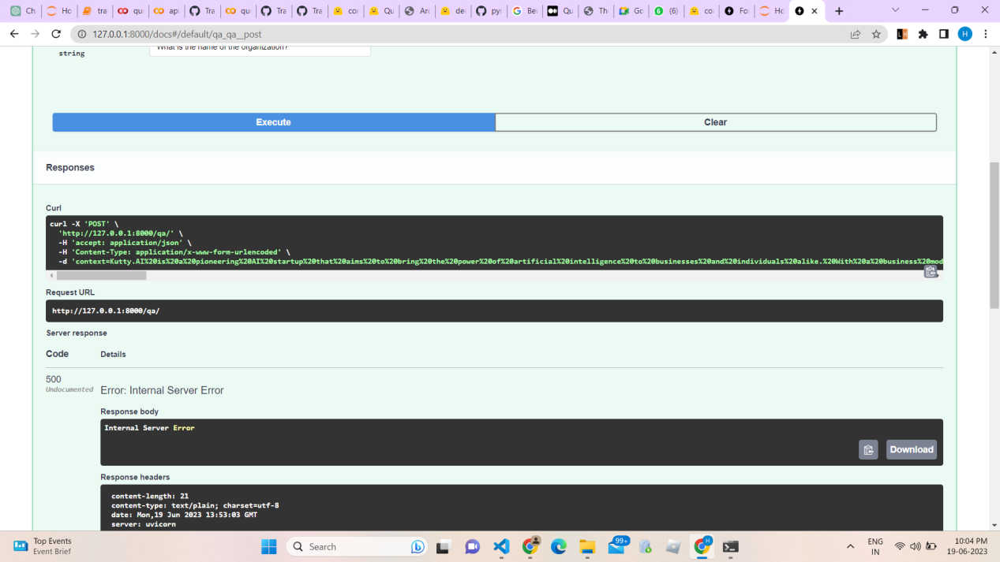 Ch
Ho
tra
qu
api
Tra
qu
Tra
Tra
co
Qu
Arc
de
pyt
Be
Qu
Th
Go
(6)
co
For
Ho
127.0.0.1:8000/docs#/default/qa_qa__post
H
string
What is the name of the organization?
Execute
Clear
Responses
Curl
curl -X 'POST' \
'http://127.0.0.1:8000/qa/' \
-H 'accept: application/json' \
-H 'Content-Type: application/x-www-form-urlencoded' \
-d 'context=Kutty.AI%20is%20a%20pioneering%20AI%20startup%20that%20aims%20to%20bring%20the%20power%20of%20artificial%20intelligence%20to%20businesses%20and%20individuals%20alike.%20With%20a%20business%20mod
Request URL
http://127.0.0.1:8000/qa/
Server response
Code
Details
500
Undocumented
Error: Internal Server Error
Response body
Internal Server Error
Download
Response headers
content-length: 21
content-type: text/plain; charset=utf-8
date: Mon,19 Jun 2023 13:53:03 GMT
server: uvicorn
Top Events
Event Brief
Search
99+
H
ENG
IN
10:04 PM
19-06-2023